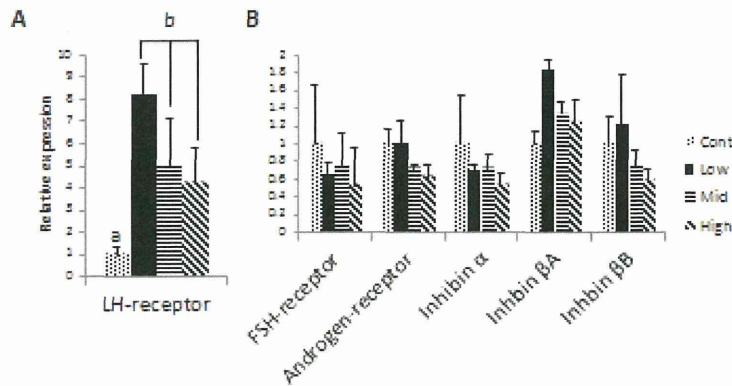 A
b
Relative expression
10
9
8
7
6
5
4
3
2
1
0
a
LH-receptor
B
2
1.8
1.6
1.4
1.2
1
0.8
0.6
0.4
0.2
0
FSH-receptor
Androgen-receptor
Inhibin α
Inhbin βA
Inhbin βB
Cont
Low
Mid
High